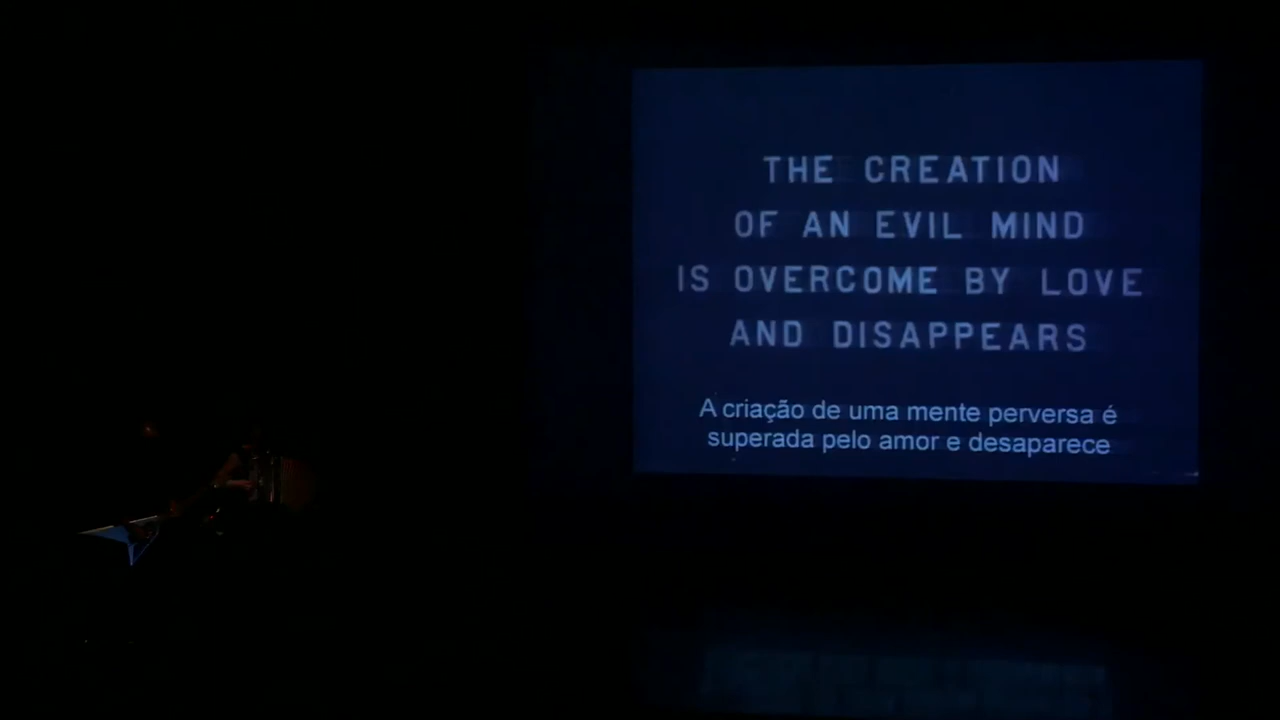 THE CREATION
OF AN EVIL MIND
IS OVERCOME BY LOVE
AND DISAPPEARS
A criação de uma mente perversa é
superada pelo amor e desaparece